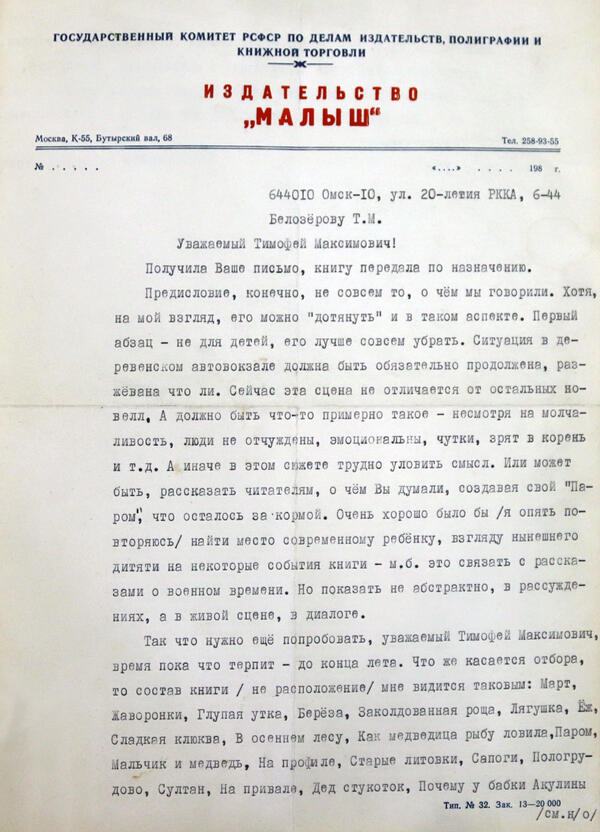 ГОСУДАРСТВЕННЫЙ КОМИТЕТ РСФСР ПО ДЕЛАМ ИЗДАТЕЛЬСТВ, ПОЛИГРАФИИ И
КНИЖНОЙ ТОРГОВЛИ
ИЗДАТЕЛЬСТВО
„МАЛЫШ“
Москва, К-55, Бутырский вал, 68
Тел. 258-93-55
№ . . . . .
«....» . . . . 198 г.
644010 Омск-10, ул. 20-летия РККА, 6-44
Белозёрову Т.М.
Уважаемый Тимофей Максимович!
Получила Ваше письмо, книгу передала по назначению.
Предисловие, конечно, не совсем то, о чём мы говорили. Хотя,
на мой взгляд, его можно "дотянуть" и в таком аспекте. Первый
абзац - не для детей, его лучше совсем убрать. Ситуация в де-
ревенском автовокзале должна быть обязательно продолжена, раз-
жёвана что ли. Сейчас эта сцена не отличается от остальных но-
велл. А должно быть что-то примерно такое - несмотря на молча-
ливость, люди не отчуждены, эмоциональны, чутки, зрят в корень
и т.д. А иначе в этом сюжете трудно уловить смысл. Или может
быть, рассказать читателям, о чём Вы думали, создавая свой "Па-
ром", что осталось за кормой. Очень хорошо было бы /я опять по-
вторяюсь/ найти место современному ребёнку, взгляду нынешнего
дитяти на некоторые события книги - м.б. это связать с расска-
зами о военном времени. Но показать не абстрактно, в рассужде-
ниях, а в живой сцене, в диалоге.
Так что нужно ещё попробовать, уважаемый Тимофей Максимович,
время пока что терпит - до конца лета. Что же касается отбора,
то состав книги / не расположение/ мне видится таковым: Март,
Жаворонки, Глупая утка, Берёза, Заколдованная роща, Лягушка, Ёж,
Сладкая клюква, В осеннем лесу, Как медведица рыбу ловила,Паром,
Мальчик и медведь, На профиле, Старые литовки, Сапоги, Пологру-
дово, Султан, На привале, Дед стукоток, Почему у бабки Акулины
Тип. № 32. Зак. 13—20 000
/см.н/о/